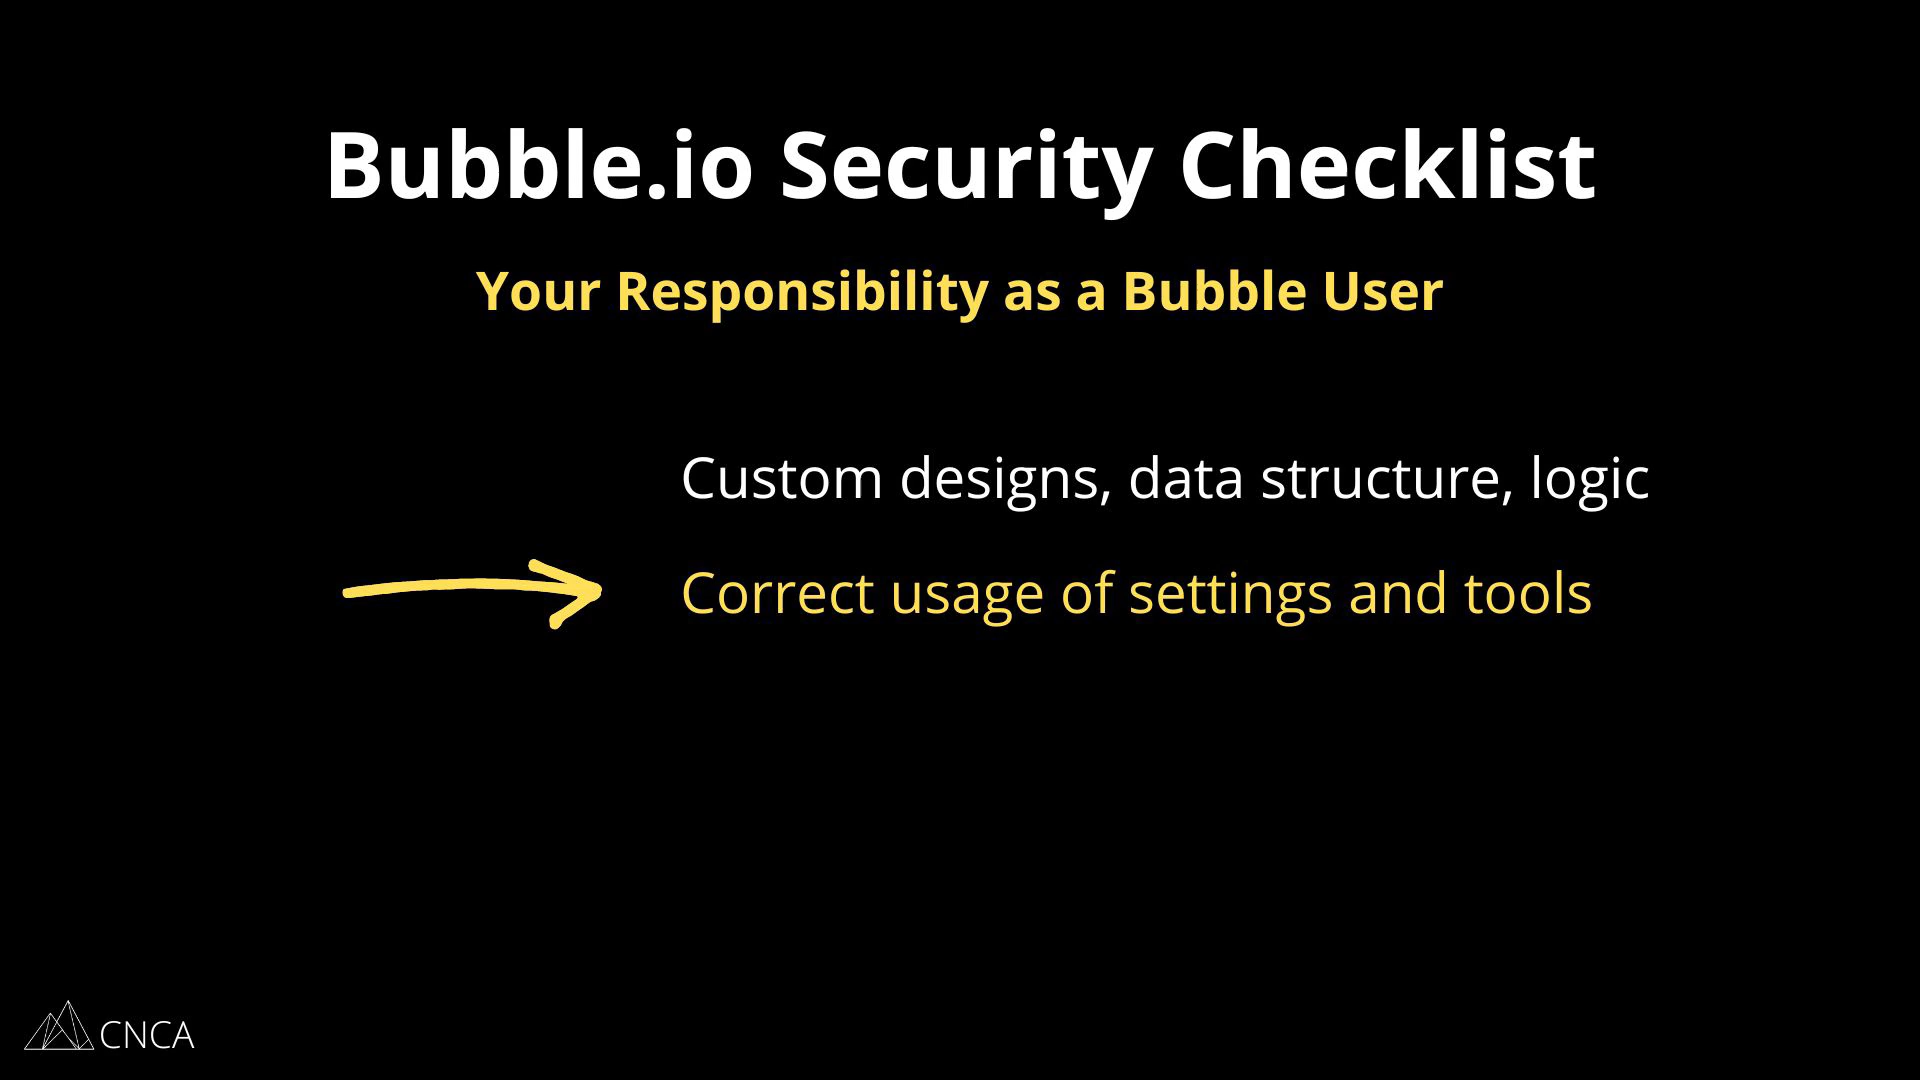 Bubble.io Security Checklist
Your Responsibility as a Bubble User
Custom designs, data structure, logic
Correct usage of settings and tools
CNCA